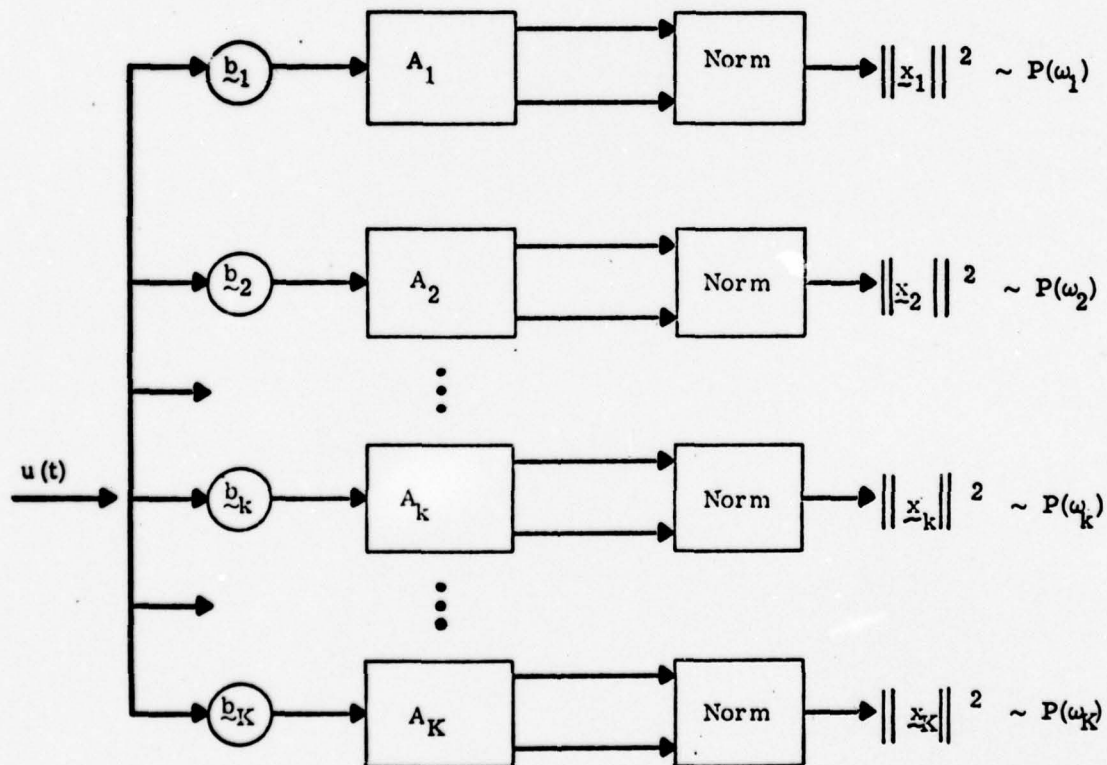 b1 A1 Norm ||x1||² ~ P(ω1)
b2 A2 Norm ||x2||² ~ P(ω2)
u(t) bk Ak Norm ||xk||² ~ P(ωk)
bK AK Norm ||xK||² ~ P(ωK)